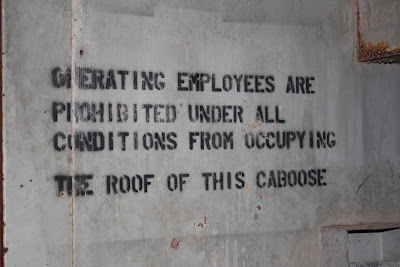 OPERATING EMPLOYEES ARE
PROHIBITED UNDER ALL
CONDITIONS FROM OCCUPYING
THE ROOF OF THIS CABOOSE